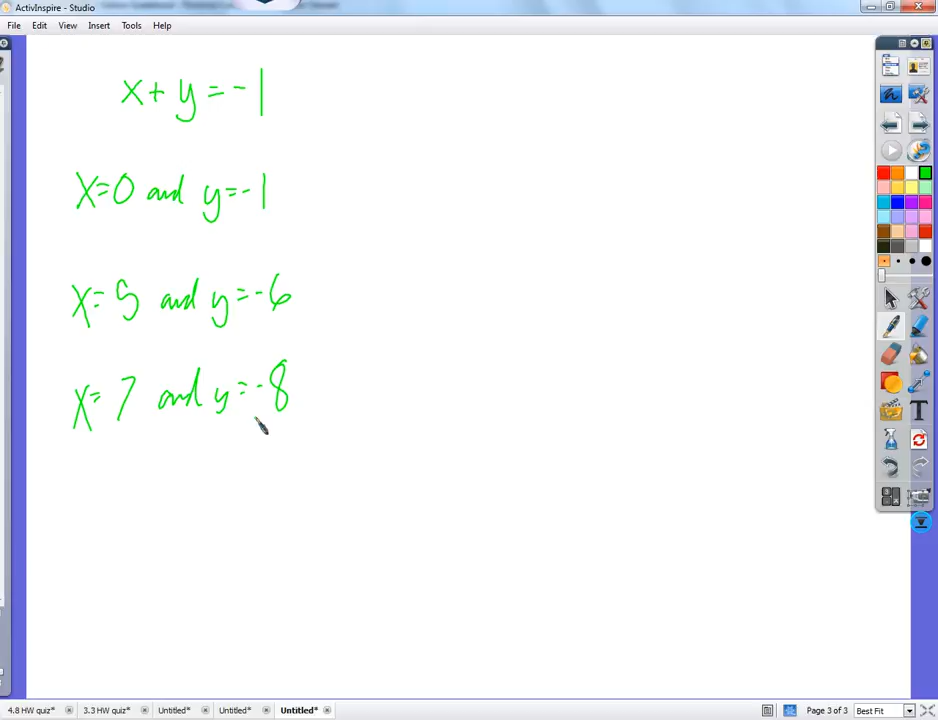 ActivInspire - Studio
File Edit View Insert Tools Help
x + y = -1
x=0 and y=-1
x=5 and y=-6
x=7 and y=-8
4.8 HW quiz* 3.3 HW quiz* Untitled* Untitled* Untitled* Page 3 of 3 Best Fit